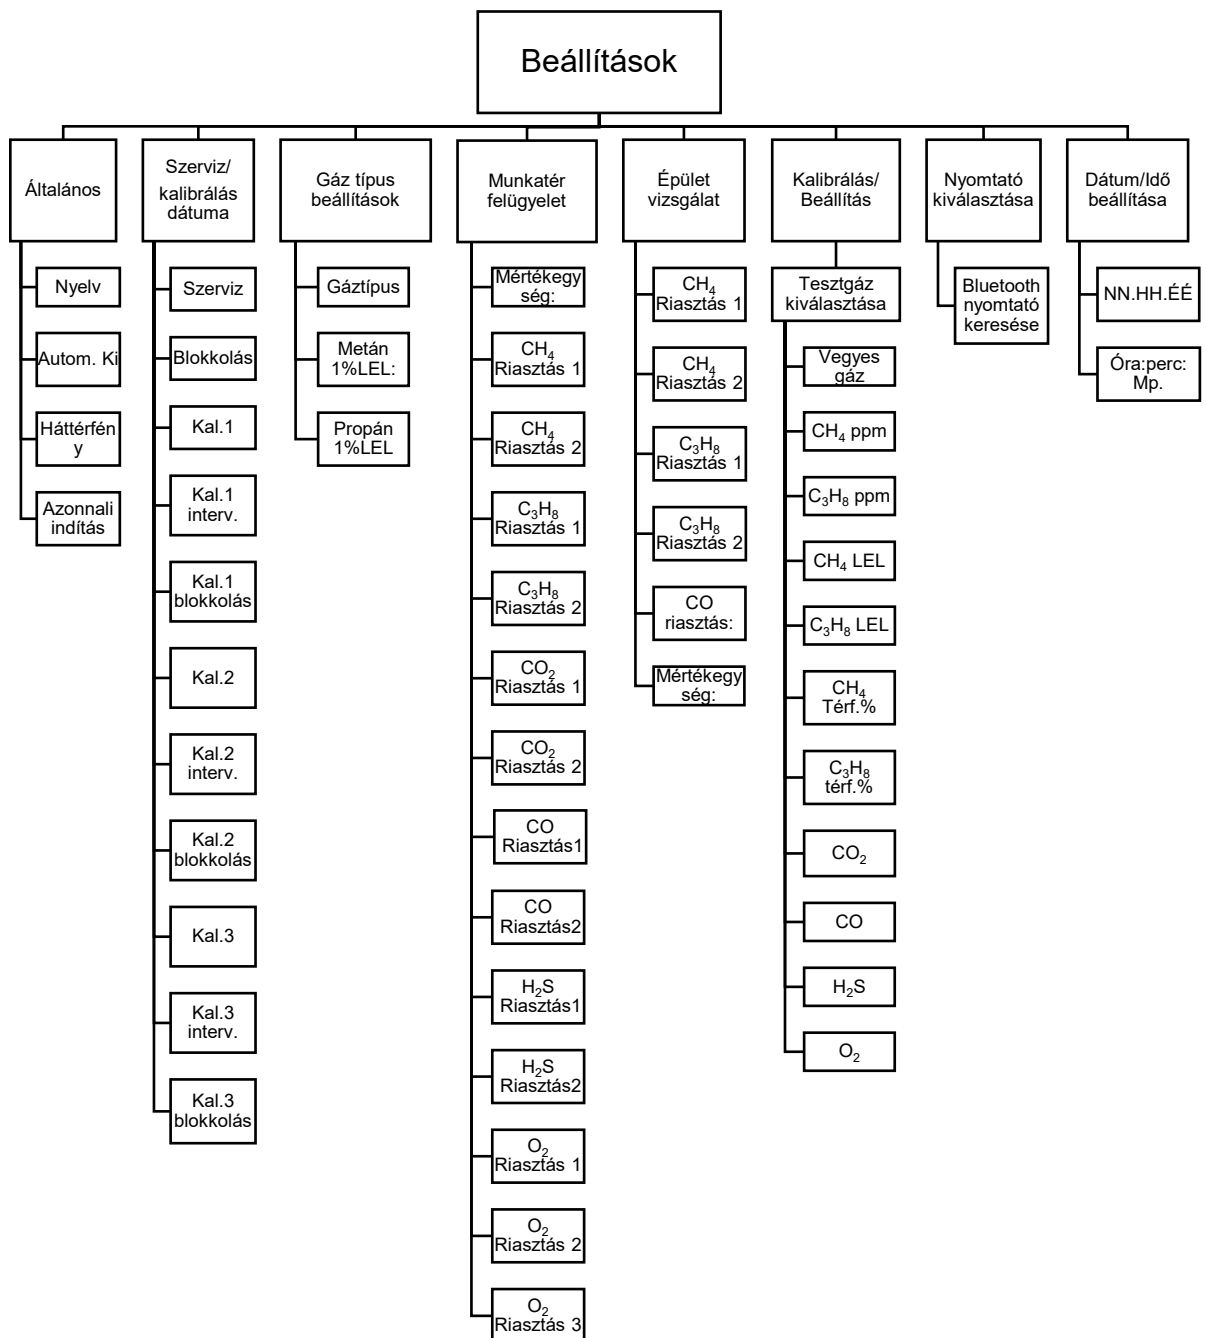 Beállítások
Általános
Nyelv
Autom. Ki
Háttérfén
y
Azonnali
indítás
Szerviz/
kalibrálás
dátuma
Szerviz
Blokkolás
Kal.1
Kal.1
interv.
Kal.1
blokkolás
Kal.2
Kal.2
interv.
Kal.2
blokkolás
Kal.3
Kal.3
interv.
Kal.3
blokkolás
Gáz típus
beállítások
Gáztípus
Metán
1%LEL:
Propán
1%LEL
Munkatér
felügyelet
Mértékegy
ség:
CH₄
Riasztás 1
CH₄
Riasztás 2
C₃H₈
Riasztás 1
C₃H₈
Riasztás 2
CO₂
Riasztás 1
CO₂
Riasztás 2
CO
Riasztás1
CO
Riasztás2
H₂S
Riasztás1
H₂S
Riasztás2
O₂
Riasztás 1
O₂
Riasztás 2
O₂
Riasztás 3
Épület
vizsgálat
CH₄
Riasztás 1
CH₄
Riasztás 2
C₃H₈
Riasztás 1
C₃H₈
Riasztás 2
CO
riasztás:
Mértékegy
ség:
Kalibrálás/
Beállítás
Tesztgáz
kiválasztása
Vegyes
gáz
CH₄ ppm
C₃H₈ ppm
CH₄ LEL
C₃H₈ LEL
CH₄
Térf.%
C₃H₈
térf.%
CO₂
CO
H₂S
O₂
Nyomtató
kiválasztása
Bluetooth
nyomtató
keresése
Dátum/Idő
beállítása
NN.HH.ÉÉ
Óra:perc:
Mp.